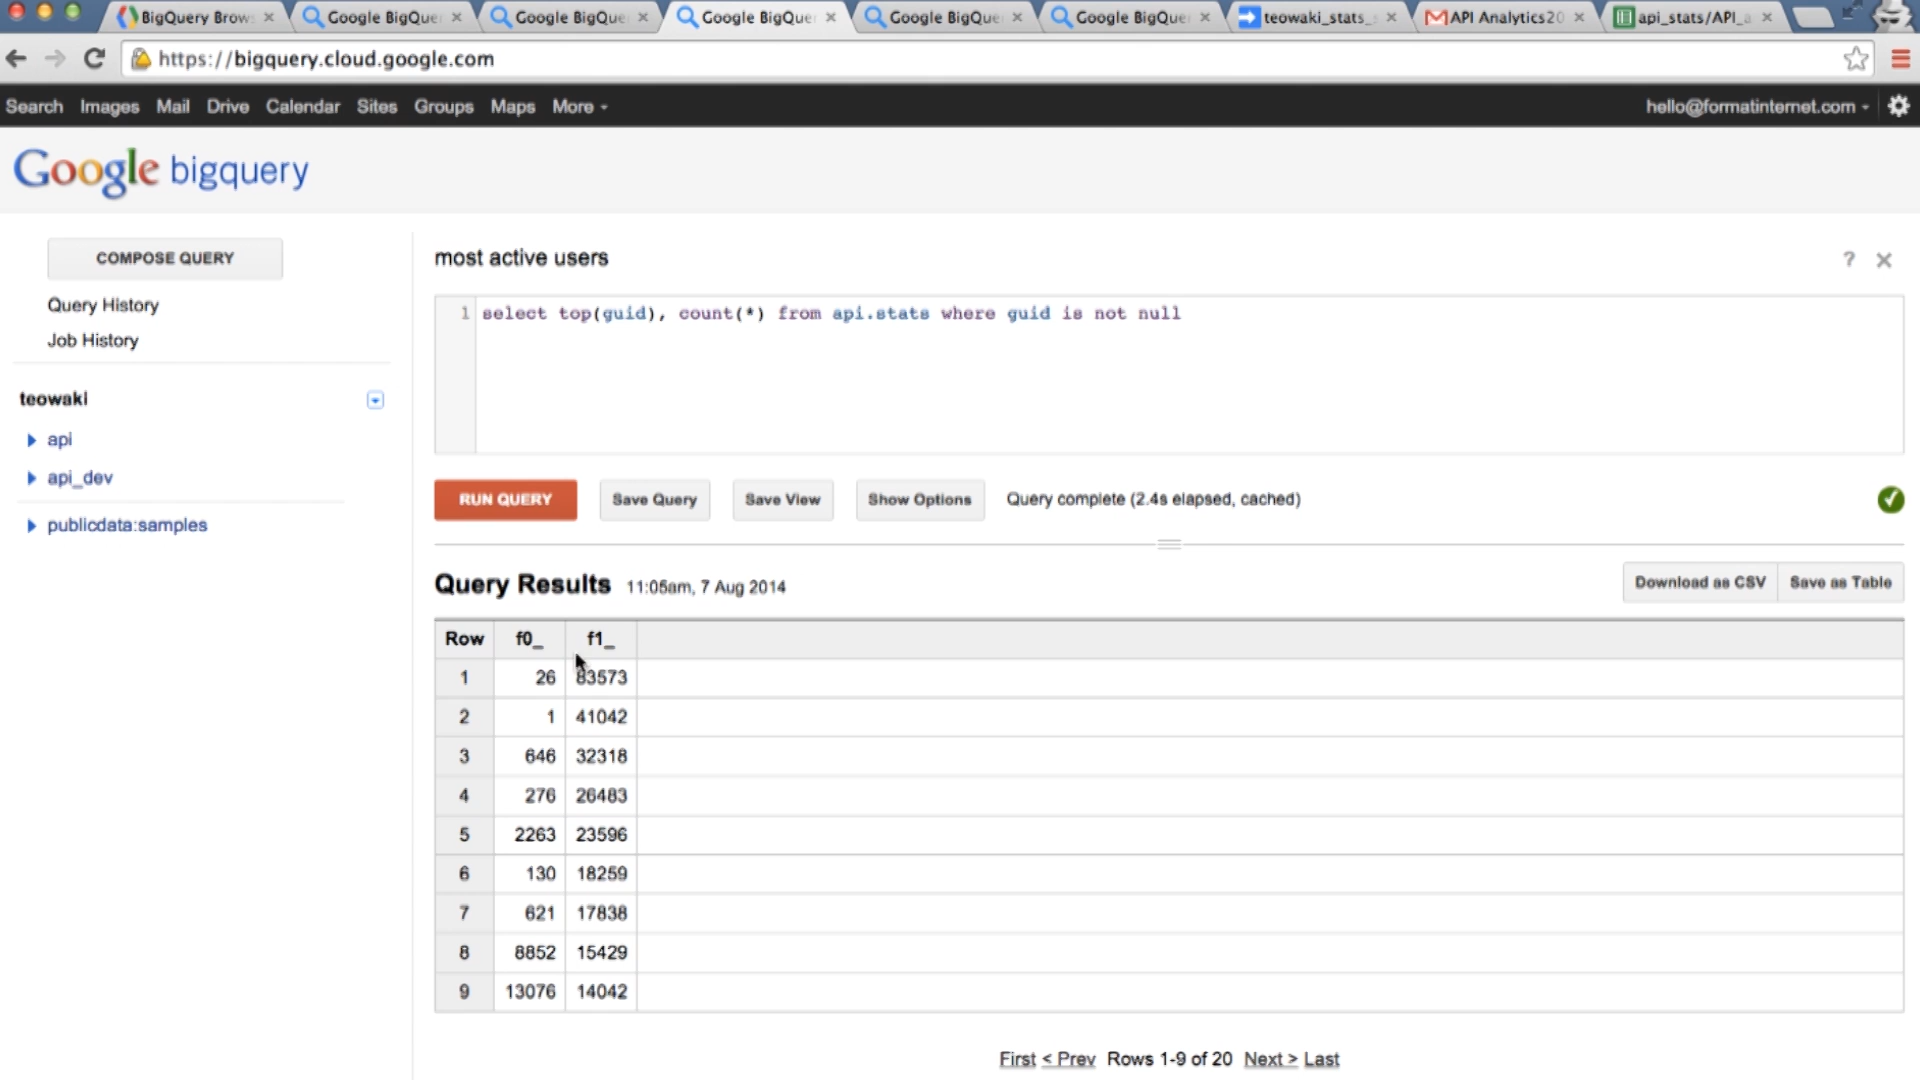 BigQuery Brow
Google BigQue
Google BigQue
Google BigQue
Google BigQue
Google BigQue
teowaki_stats_
API Analytics20
api_stats/API_a
https://bigquery.cloud.google.com
Search Images Mail Drive Calendar Sites Groups Maps More
hello@formatinternet.com
Google bigquery
COMPOSE QUERY
Query History
Job History
teowaki
api
api_dev
publicdata:samples
most active users
?
1 select top(guid), count(*) from api.stats where guid is not null
RUN QUERY
Save Query
Save View
Show Options
Query complete (2.4s elapsed, cached)
Query Results 11:05am, 7 Aug 2014
Download as CSV
Save as Table
Row f0_ f1_
1 26 83573
2 1 41042
3 646 32318
4 276 26483
5 2263 23596
6 130 18259
7 621 17838
8 8852 15429
9 13076 14042
First < Prev Rows 1-9 of 20 Next > Last